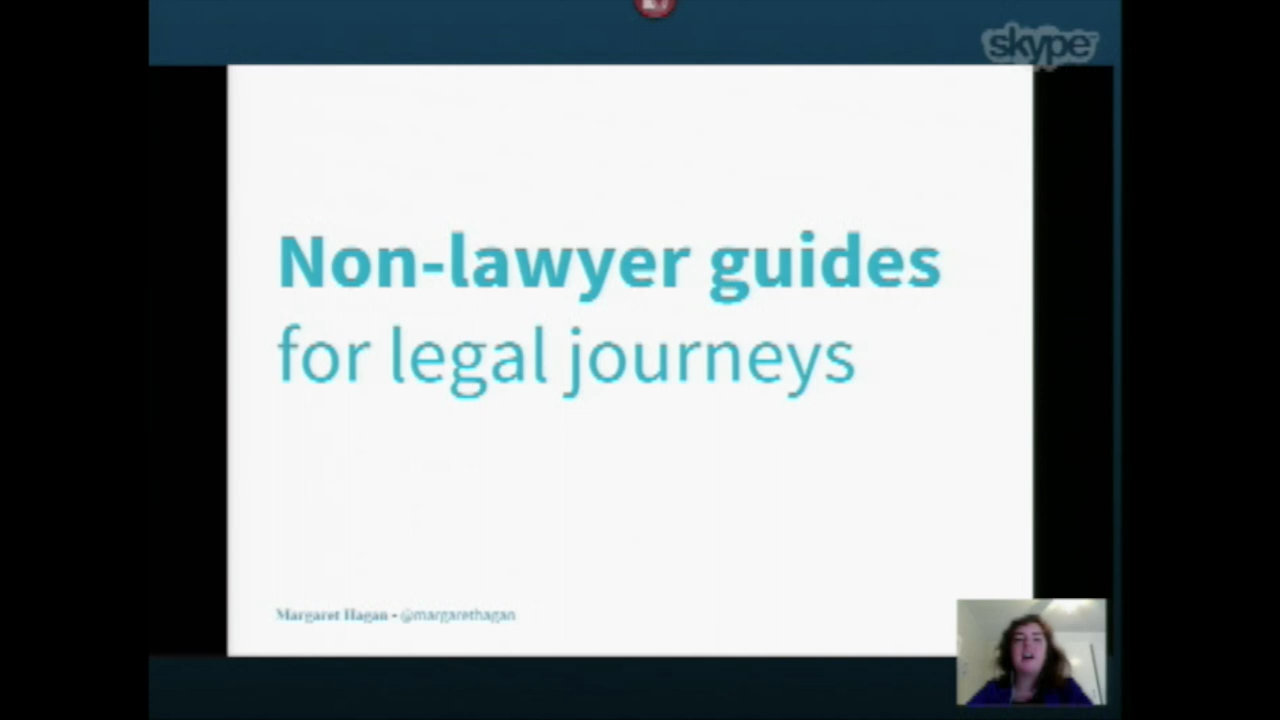 skype
Non-lawyer guides
for legal journeys
Margaret Hagan - @margarethagan